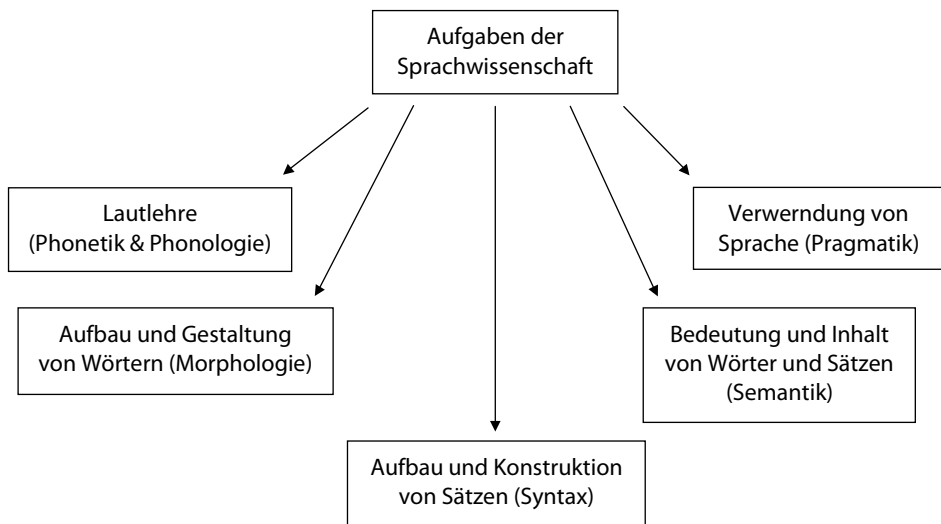 Aufgaben der
Sprachwissenschaft
Lautlehre
(Phonetik & Phonologie)
Verwerndung von
Sprache (Pragmatik)
Aufbau und Gestaltung
von Wörtern (Morphologie)
Bedeutung und Inhalt
von Wörter und Sätzen
(Semantik)
Aufbau und Konstruktion
von Sätzen (Syntax)